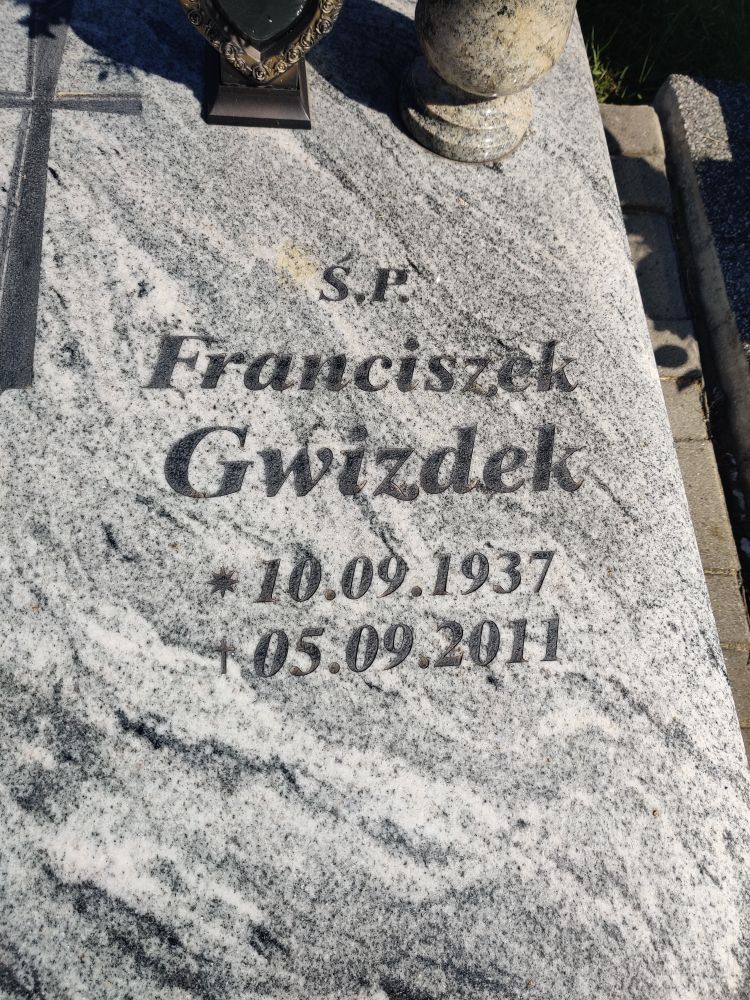 Ś.P.
Franciszek
Gwizdek
* 10.09.1937
† 05.09.2011